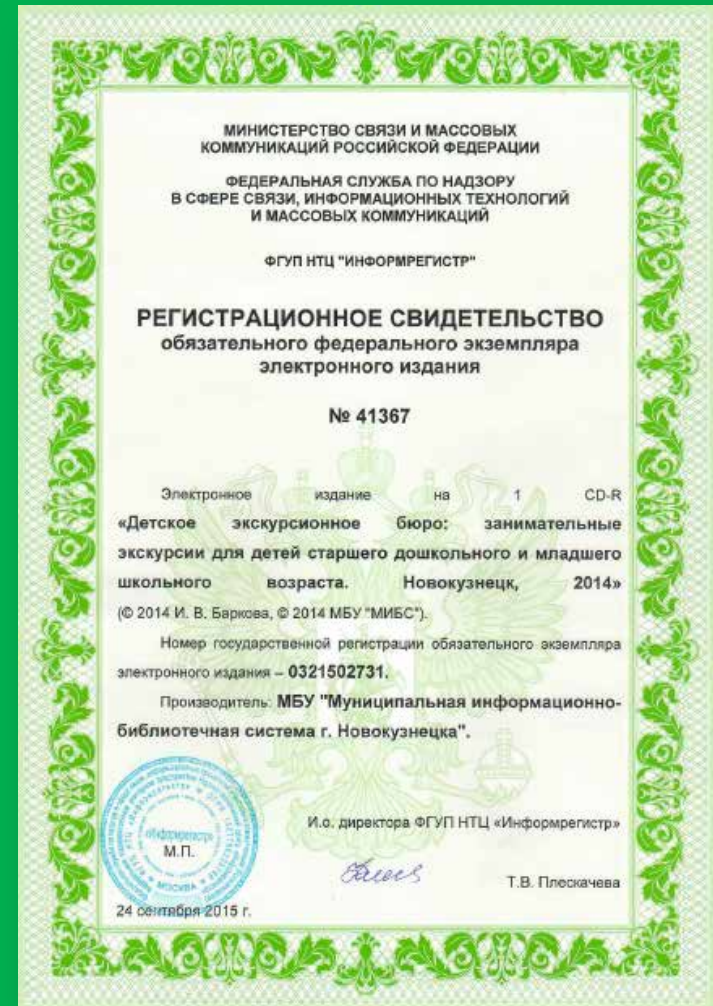 МИНИСТЕРСТВО СВЯЗИ И МАССОВЫХ
КОММУНИКАЦИЙ РОССИЙСКОЙ ФЕДЕРАЦИИ
ФЕДЕРАЛЬНАЯ СЛУЖБА ПО НАДЗОРУ
В СФЕРЕ СВЯЗИ, ИНФОРМАЦИОННЫХ ТЕХНОЛОГИЙ
И МАССОВЫХ КОММУНИКАЦИЙ
ФГУП НТЦ "ИНФОРМРЕГИСТР"
РЕГИСТРАЦИОННОЕ СВИДЕТЕЛЬСТВО
обязательного федерального экземпляра
электронного издания
№ 41367
Электронное издание на 1 CD-R
«Детское экскурсионное бюро: занимательные
экскурсии для детей старшего дошкольного и младшего
школьного возраста. Новокузнецк, 2014»
(© 2014 И. В. Баркова, © 2014 МБУ "МИБС").
Номер государственной регистрации обязательного экземпляра
электронного издания – 0321502731.
Производитель: МБУ "Муниципальная информационно-
библиотечная система г. Новокузнецка".
И.о. директора ФГУП НТЦ «Информрегистр»
«Информрегистр»
М.П.
МОСКВА
Т.В. Плескачева
24 сентября 2015 г.